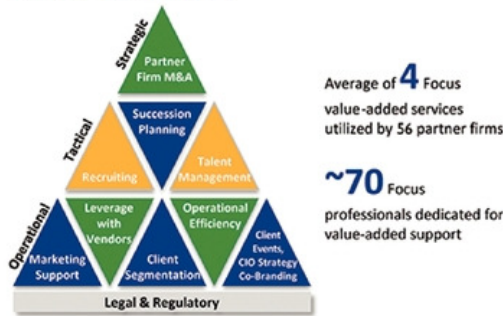 Strategic
Partner
Firm M&A
Tactical
Succession
Planning
Recruiting
Talent
Management
Operational
Leverage
with
Vendors
Operational
Efficiency
Marketing
Support
Client
Segmentation
Client
Events,
CIO Strategy
Co-Branding
Legal & Regulatory
Average of 4 Focus
value-added services
utilized by 56 partner firms
~70 Focus
professionals dedicated for
value-added support